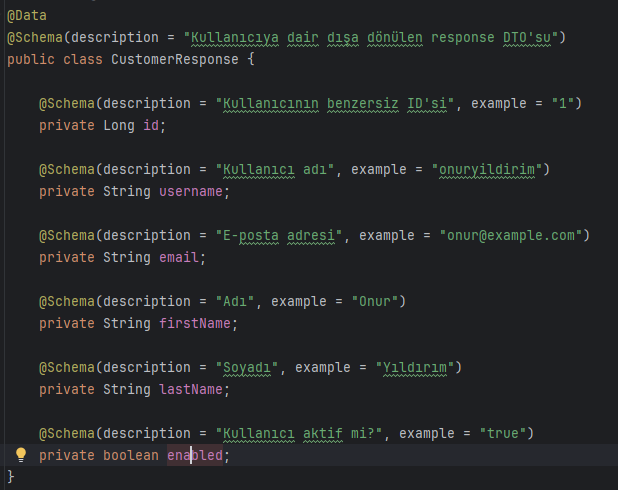 @Data
@Schema(description = "Kullanıcıya dair dışa dönülen response DTO'su")
public class CustomerResponse {
@Schema(description = "Kullanıcının benzersiz ID'si", example = "1")
private Long id;
@Schema(description = "Kullanıcı adı", example = "onuryildirim")
private String username;
@Schema(description = "E-posta adresi", example = "onur@example.com")
private String email;
@Schema(description = "Adı", example = "Onur")
private String firstName;
@Schema(description = "Soyadı", example = "Yıldırım")
private String lastName;
@Schema(description = "Kullanıcı aktif mi?", example = "true")
private boolean enabled;
}